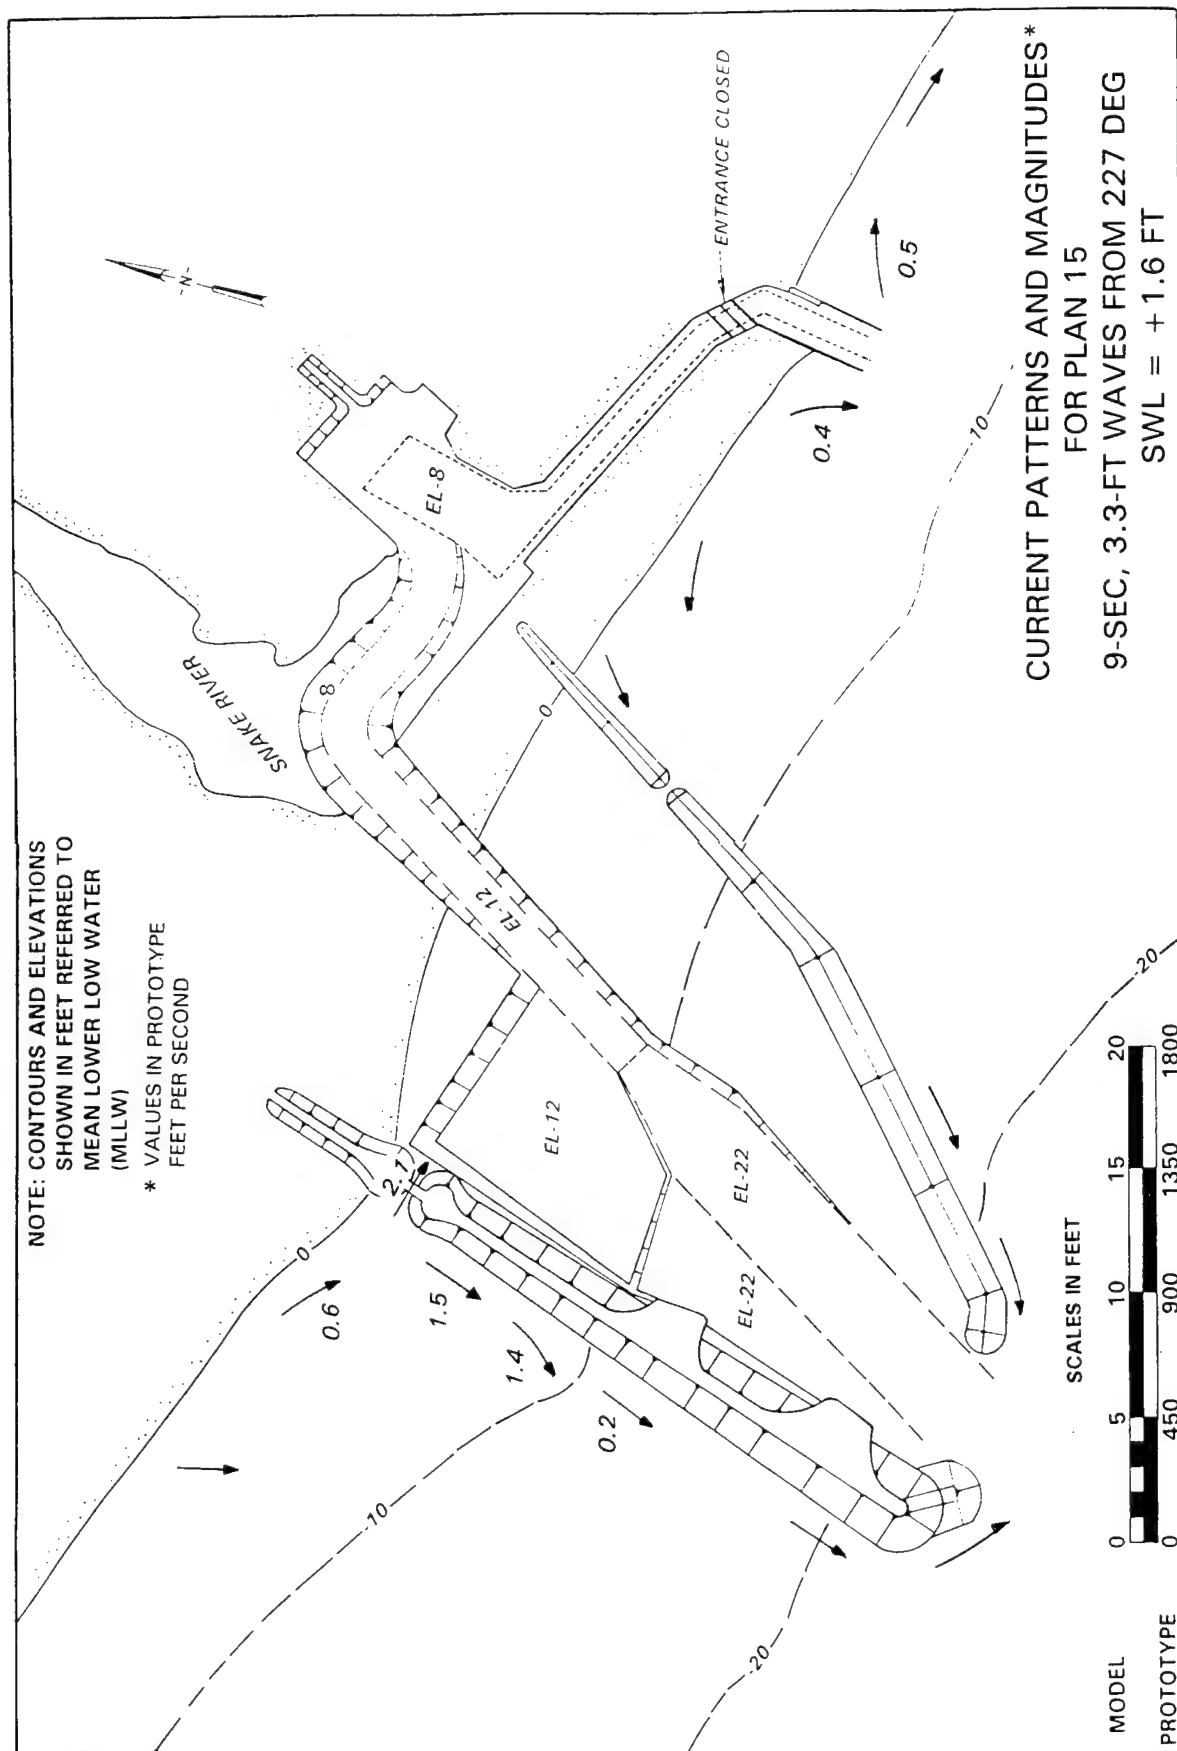 NOTE: CONTOURS AND ELEVATIONS
SHOWN IN FEET REFERRED TO
MEAN LOWER LOW WATER
(MLLW)
* VALUES IN PROTOTYPE
FEET PER SECOND
SNAKE RIVER
-N-
8
EL-8
EL-12
EL-12
EL-22
EL-22
ENTRANCE CLOSED
0
0
-10
-10
-20
-20
0.6
2.1
1.5
1.4
0.2
0.4
0.5
SCALES IN FEET
MODEL 0 5 10 15 20
PROTOTYPE 0 450 900 1350 1800
CURRENT PATTERNS AND MAGNITUDES*
FOR PLAN 15
9-SEC, 3.3-FT WAVES FROM 227 DEG
SWL = +1.6 FT